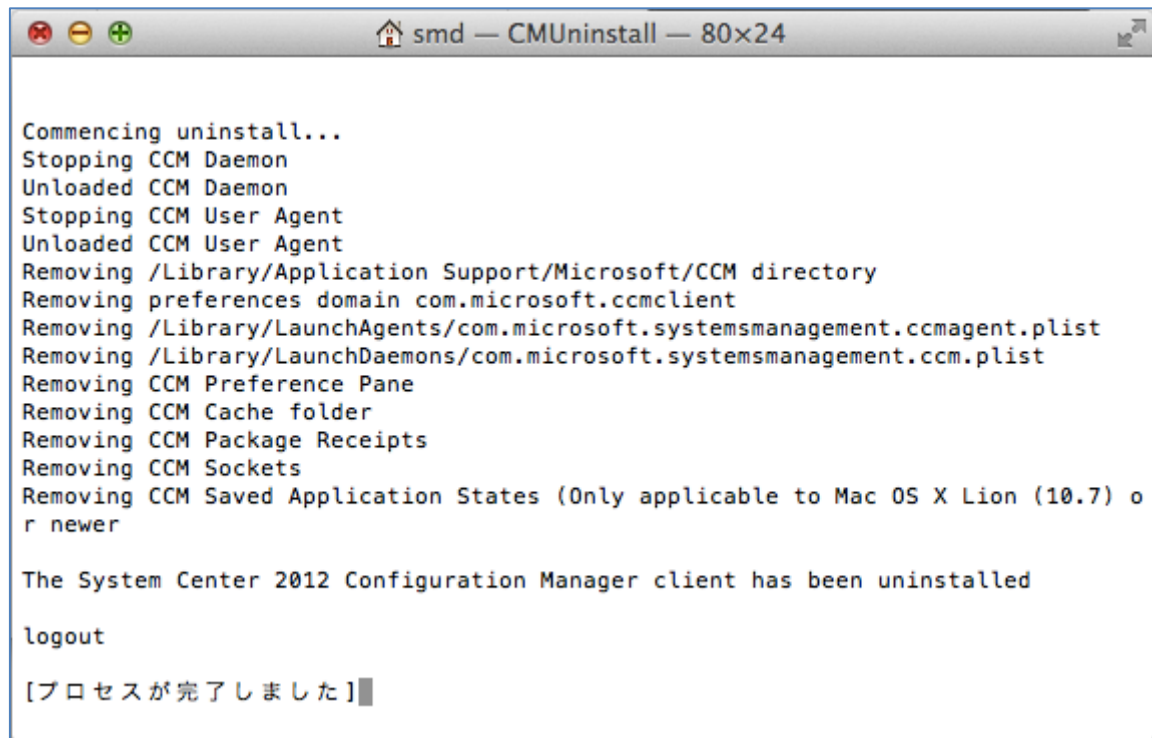 smd — CMUninstall — 80×24
Commencing uninstall...
Stopping CCM Daemon
Unloaded CCM Daemon
Stopping CCM User Agent
Unloaded CCM User Agent
Removing /Library/Application Support/Microsoft/CCM directory
Removing preferences domain com.microsoft.ccmclient
Removing /Library/LaunchAgents/com.microsoft.systemsmanagement.ccmagent.plist
Removing /Library/LaunchDaemons/com.microsoft.systemsmanagement.ccm.plist
Removing CCM Preference Pane
Removing CCM Cache folder
Removing CCM Package Receipts
Removing CCM Sockets
Removing CCM Saved Application States (Only applicable to Mac OS X Lion (10.7) o
r newer
The System Center 2012 Configuration Manager client has been uninstalled
logout
[プロセスが完了しました]